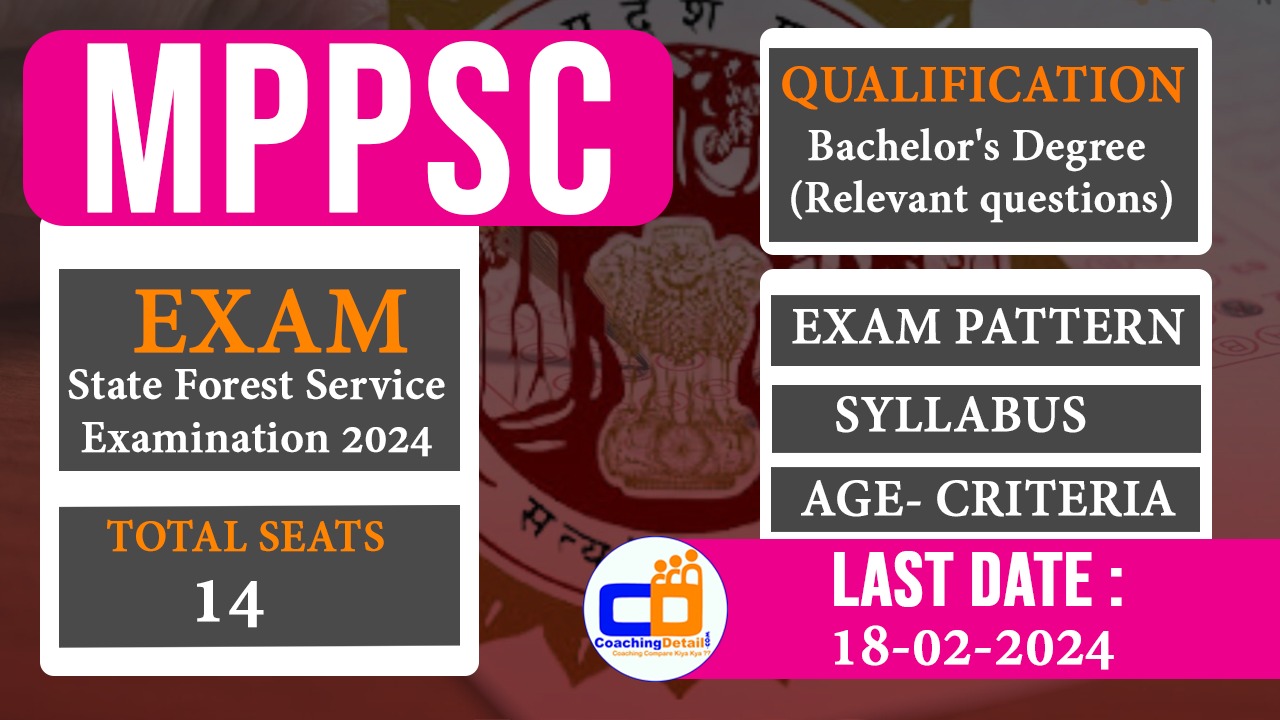 MPPSC
EXAM
State Forest Service
Examination 2024
TOTAL SEATS
14
QUALIFICATION
Bachelor's Degree
(Relevant questions)
EXAM PATTERN
SYLLABUS
AGE- CRITERIA
LAST DATE :
18-02-2024
CoachingDetail.com
Coaching Compare Kiya Kya ??